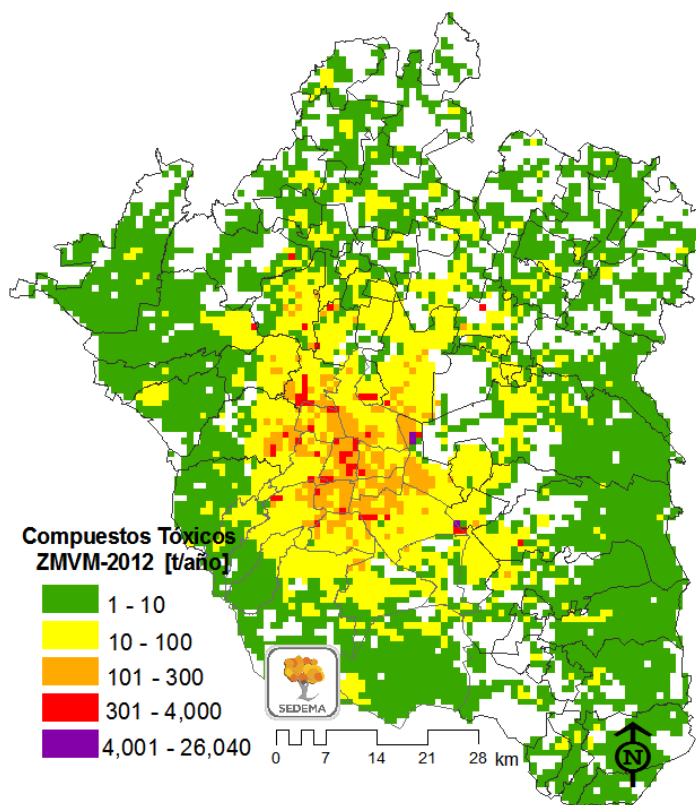 Compuestos Tóxicos
ZMVM-2012 [t/año]
1 - 10
10 - 100
101 - 300
301 - 4,000
4,001 - 26,040
SEDEMA
0 7 14 21 28 km
N